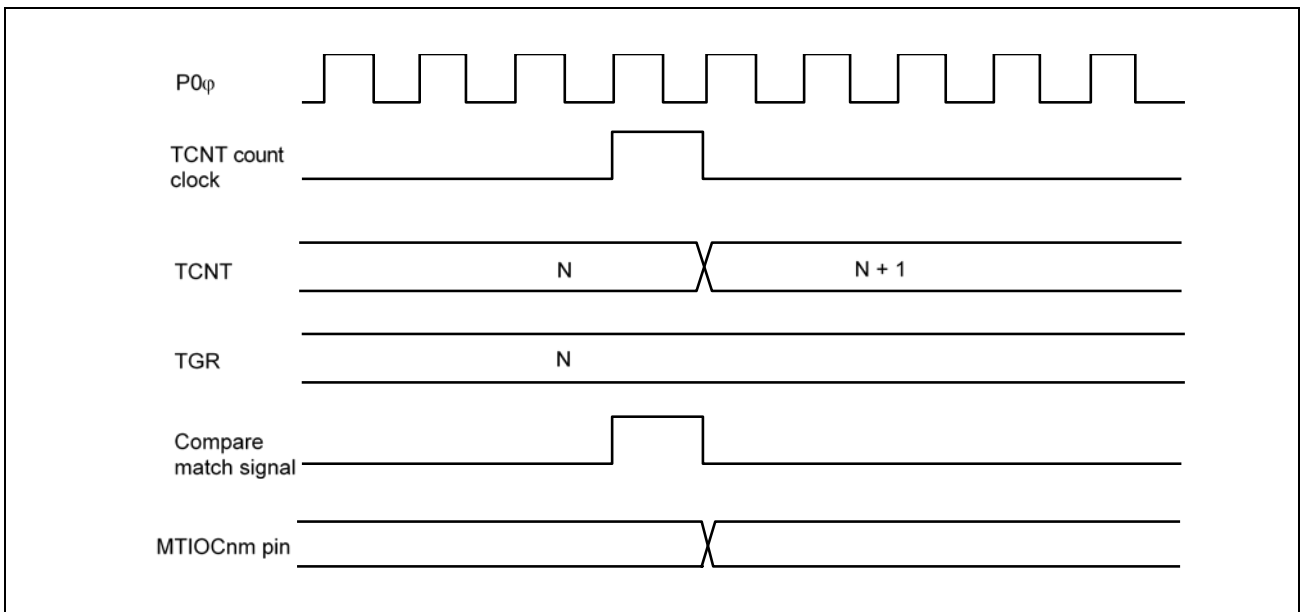 P0φ
TCNT count
clock
TCNT
N
N + 1
TGR
N
Compare
match signal
MTIOCnm pin